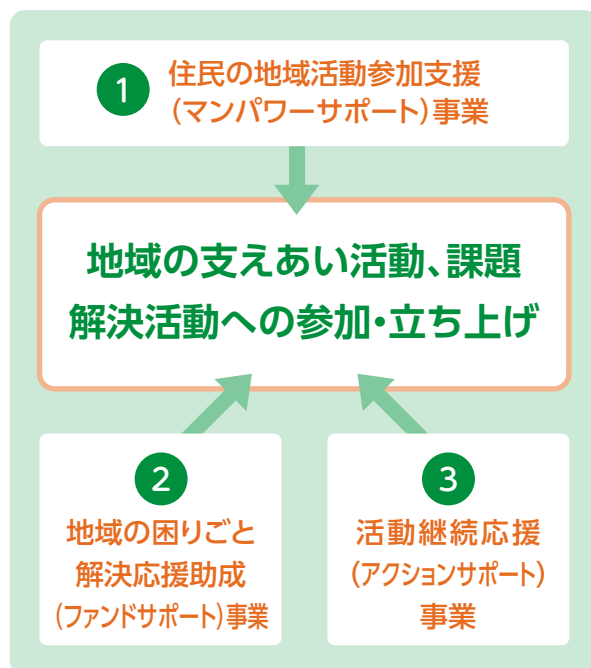 1
住民の地域活動参加支援
(マンパワーサポート)事業
地域の支えあい活動、課題
解決活動への参加・立ち上げ
2
地域の困りごと
解決応援助成
(ファンドサポート)事業
3
活動継続応援
(アクションサポート)
事業